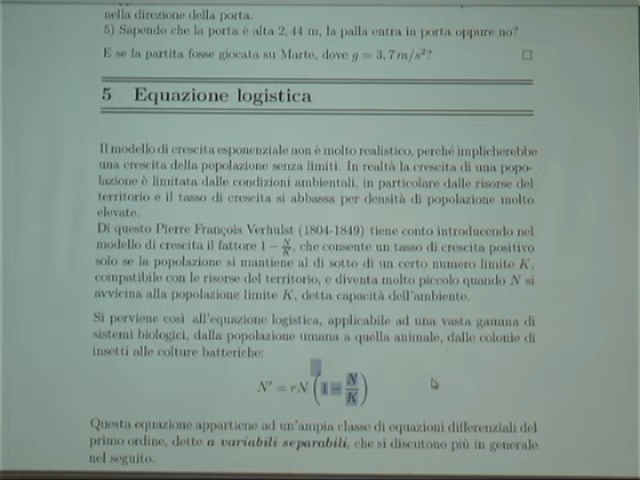 nella direzione della porta.
5) Sapendo che la porta è alta 2, 44 m, la palla entra in porta oppure no?
E se la partita fosse giocata su Marte, dove g = 3, 7 m/s²? □
5 Equazione logistica
Il modello di crescita esponenziale non è molto realistico, perché implicherebbe
una crescita della popolazione senza limiti. In realtà la crescita di una popo-
lazione è limitata dalle condizioni ambientali, in particolare dalle risorse del
territorio e il tasso di crescita si abbassa per densità di popolazione molto
elevate.
Di questo Pierre François Verhulst (1804-1849) tiene conto introducendo nel
modello di crescita il fattore 1 − N/K, che consente un tasso di crescita positivo
solo se la popolazione si mantiene al di sotto di un certo numero limite K,
compatibile con le risorse del territorio, e diventa molto piccolo quando N si
avvicina alla popolazione limite K, detta capacità dell'ambiente.
Si perviene così all'equazione logistica, applicabile ad una vasta gamma di
sistemi biologici, dalla popolazione umana a quella animale, dalle colonie di
insetti alle colture batteriche:
N′ = rN (1 − N/K)
Questa equazione appartiene ad un'ampia classe di equazioni differenziali del
primo ordine, dette a variabili separabili, che si discutono più in generale
nel seguito.